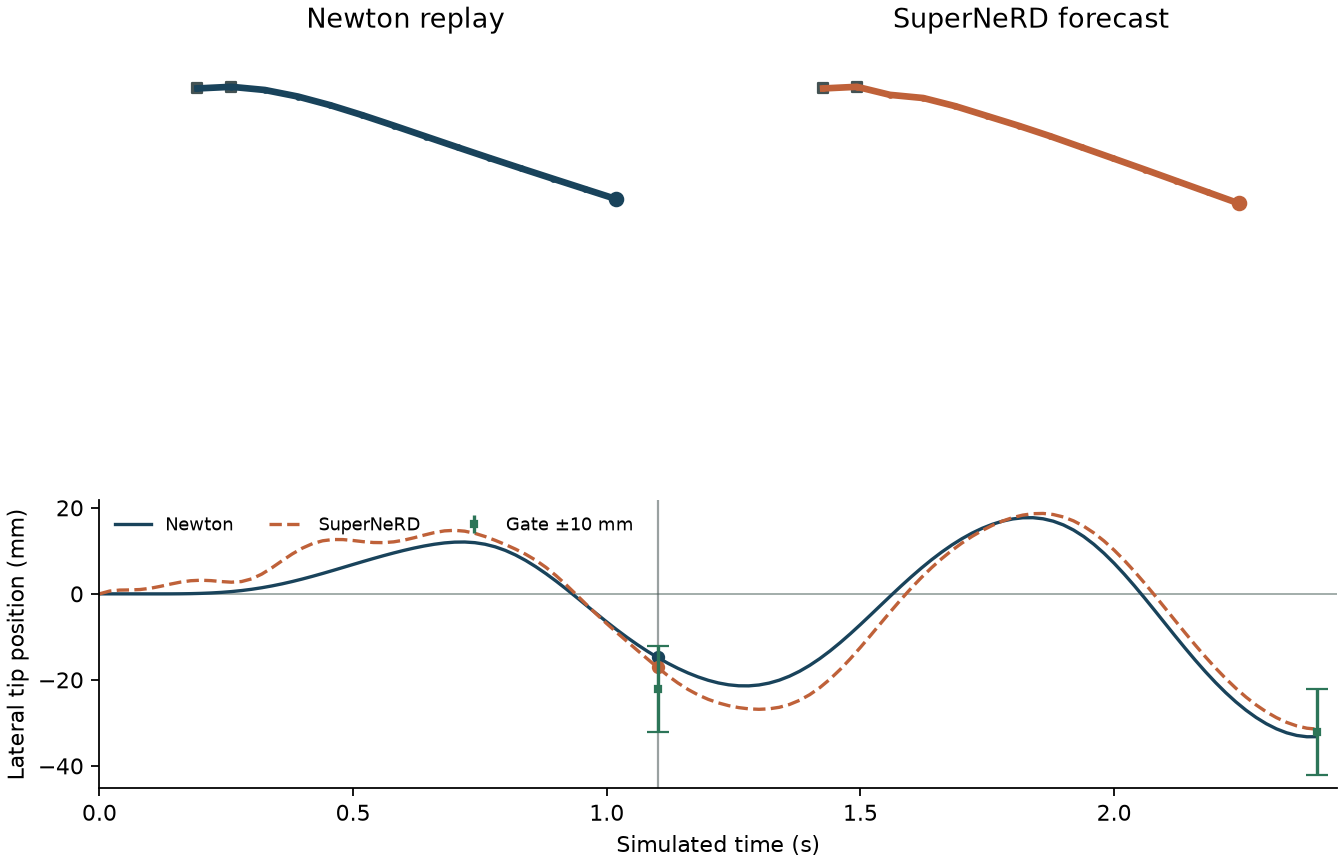 Newton replay
SuperNeRD forecast
Newton
SuperNeRD
Gate ±10 mm
Lateral tip position (mm)
20
0
−20
−40
0.0
0.5
1.0
1.5
2.0
Simulated time (s)